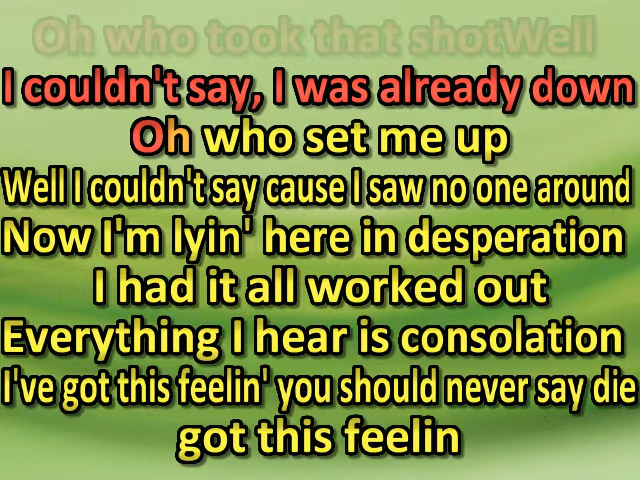 Oh who took that shotWell
I couldn't say, I was already down
Oh who set me up
Well I couldn't say cause I saw no one around
Now I'm lyin' here in desperation
I had it all worked out
Everything I hear is consolation
I've got this feelin' you should never say die
got this feelin